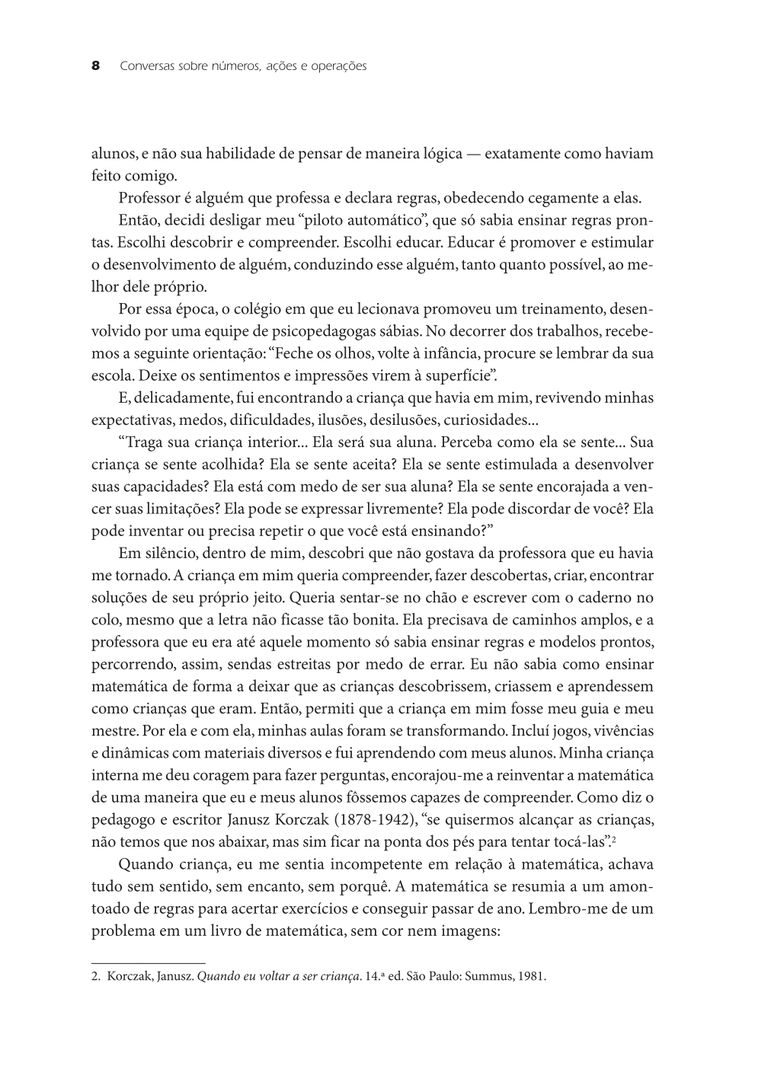 8 Conversas sobre números, ações e operações
alunos, e não sua habilidade de pensar de maneira lógica — exatamente como haviam
feito comigo.
Professor é alguém que professa e declara regras, obedecendo cegamente a elas.
Então, decidi desligar meu “piloto automático”, que só sabia ensinar regras pron-
tas. Escolhi descobrir e compreender. Escolhi educar. Educar é promover e estimular
o desenvolvimento de alguém, conduzindo esse alguém, tanto quanto possível, ao me-
lhor dele próprio.
Por essa época, o colégio em que eu lecionava promoveu um treinamento, desen-
volvido por uma equipe de psicopedagogas sábias. No decorrer dos trabalhos, recebe-
mos a seguinte orientação: “Feche os olhos, volte à infância, procure se lembrar da sua
escola. Deixe os sentimentos e impressões virem à superfície”.
E, delicadamente, fui encontrando a criança que havia em mim, revivendo minhas
expectativas, medos, dificuldades, ilusões, desilusões, curiosidades...
“Traga sua criança interior... Ela será sua aluna. Perceba como ela se sente... Sua
criança se sente acolhida? Ela se sente aceita? Ela se sente estimulada a desenvolver
suas capacidades? Ela está com medo de ser sua aluna? Ela se sente encorajada a ven-
cer suas limitações? Ela pode se expressar livremente? Ela pode discordar de você? Ela
pode inventar ou precisa repetir o que você está ensinando?”
Em silêncio, dentro de mim, descobri que não gostava da professora que eu havia
me tornado. A criança em mim queria compreender, fazer descobertas, criar, encontrar
soluções de seu próprio jeito. Queria sentar-se no chão e escrever com o caderno no
colo, mesmo que a letra não ficasse tão bonita. Ela precisava de caminhos amplos, e a
professora que eu era até aquele momento só sabia ensinar regras e modelos prontos,
percorrendo, assim, sendas estreitas por medo de errar. Eu não sabia como ensinar
matemática de forma a deixar que as crianças descobrissem, criassem e aprendessem
como crianças que eram. Então, permiti que a criança em mim fosse meu guia e meu
mestre. Por ela e com ela, minhas aulas foram se transformando. Incluí jogos, vivências
e dinâmicas com materiais diversos e fui aprendendo com meus alunos. Minha criança
interna me deu coragem para fazer perguntas, encorajou-me a reinventar a matemática
de uma maneira que eu e meus alunos fôssemos capazes de compreender. Como diz o
pedagogo e escritor Janusz Korczak (1878-1942), “se quisermos alcançar as crianças,
não temos que nos abaixar, mas sim ficar na ponta dos pés para tentar tocá-las”.²
Quando criança, eu me sentia incompetente em relação à matemática, achava
tudo sem sentido, sem encanto, sem porquê. A matemática se resumia a um amon-
toado de regras para acertar exercícios e conseguir passar de ano. Lembro-me de um
problema em um livro de matemática, sem cor nem imagens:
2. Korczak, Janusz. Quando eu voltar a ser criança. 14.ª ed. São Paulo: Summus, 1981.